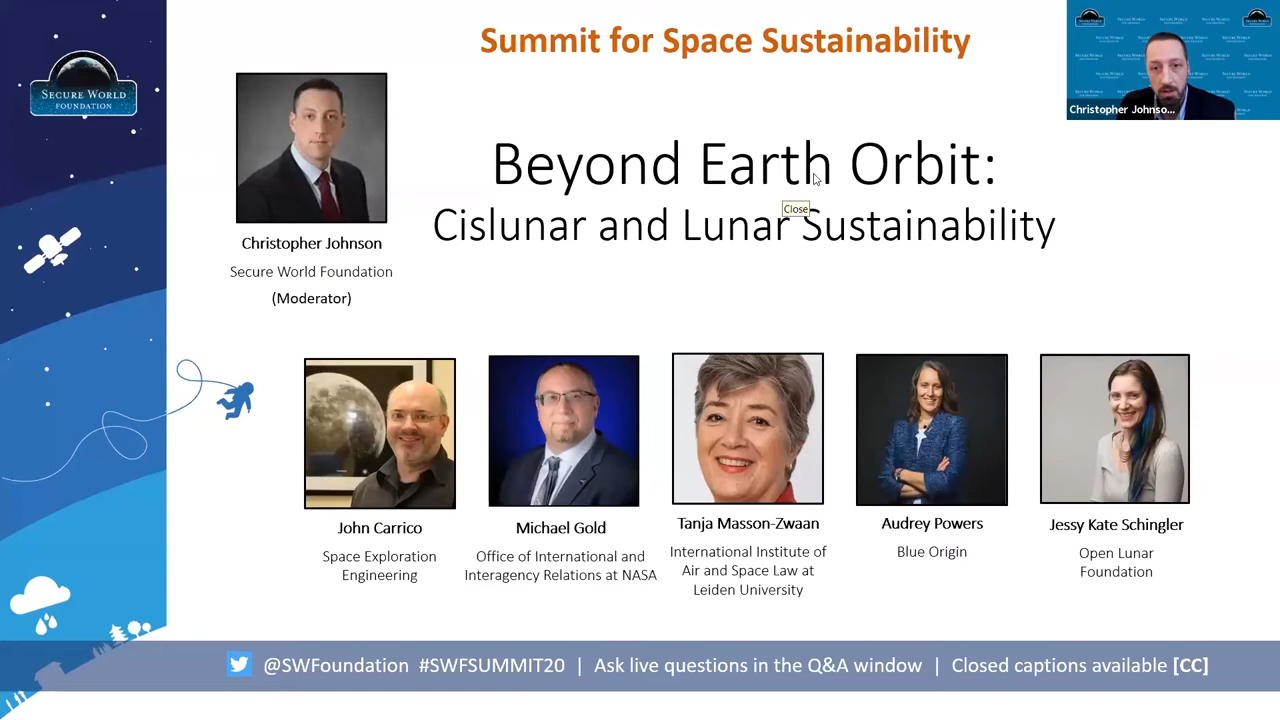 Summit for Space Sustainability
SECURE WORLD
FOUNDATION
Christopher Johnso...
Beyond Earth Orbit:
Close
Cislunar and Lunar Sustainability
Christopher Johnson
Secure World Foundation
(Moderator)
John Carrico
Space Exploration
Engineering
Michael Gold
Office of International and
Interagency Relations at NASA
Tanja Masson-Zwaan
International Institute of
Air and Space Law at
Leiden University
Audrey Powers
Blue Origin
Jessy Kate Schingler
Open Lunar
Foundation
@SWFoundation #SWFSUMMIT20 | Ask live questions in the Q&A window | Closed captions available [CC]